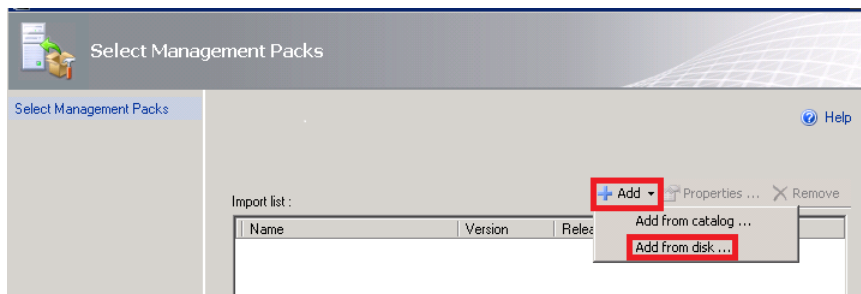 Select Management Packs
Select Management Packs
Help
Add Properties ... Remove
Import list :
Add from catalog ...
Name Version
Add from disk ...